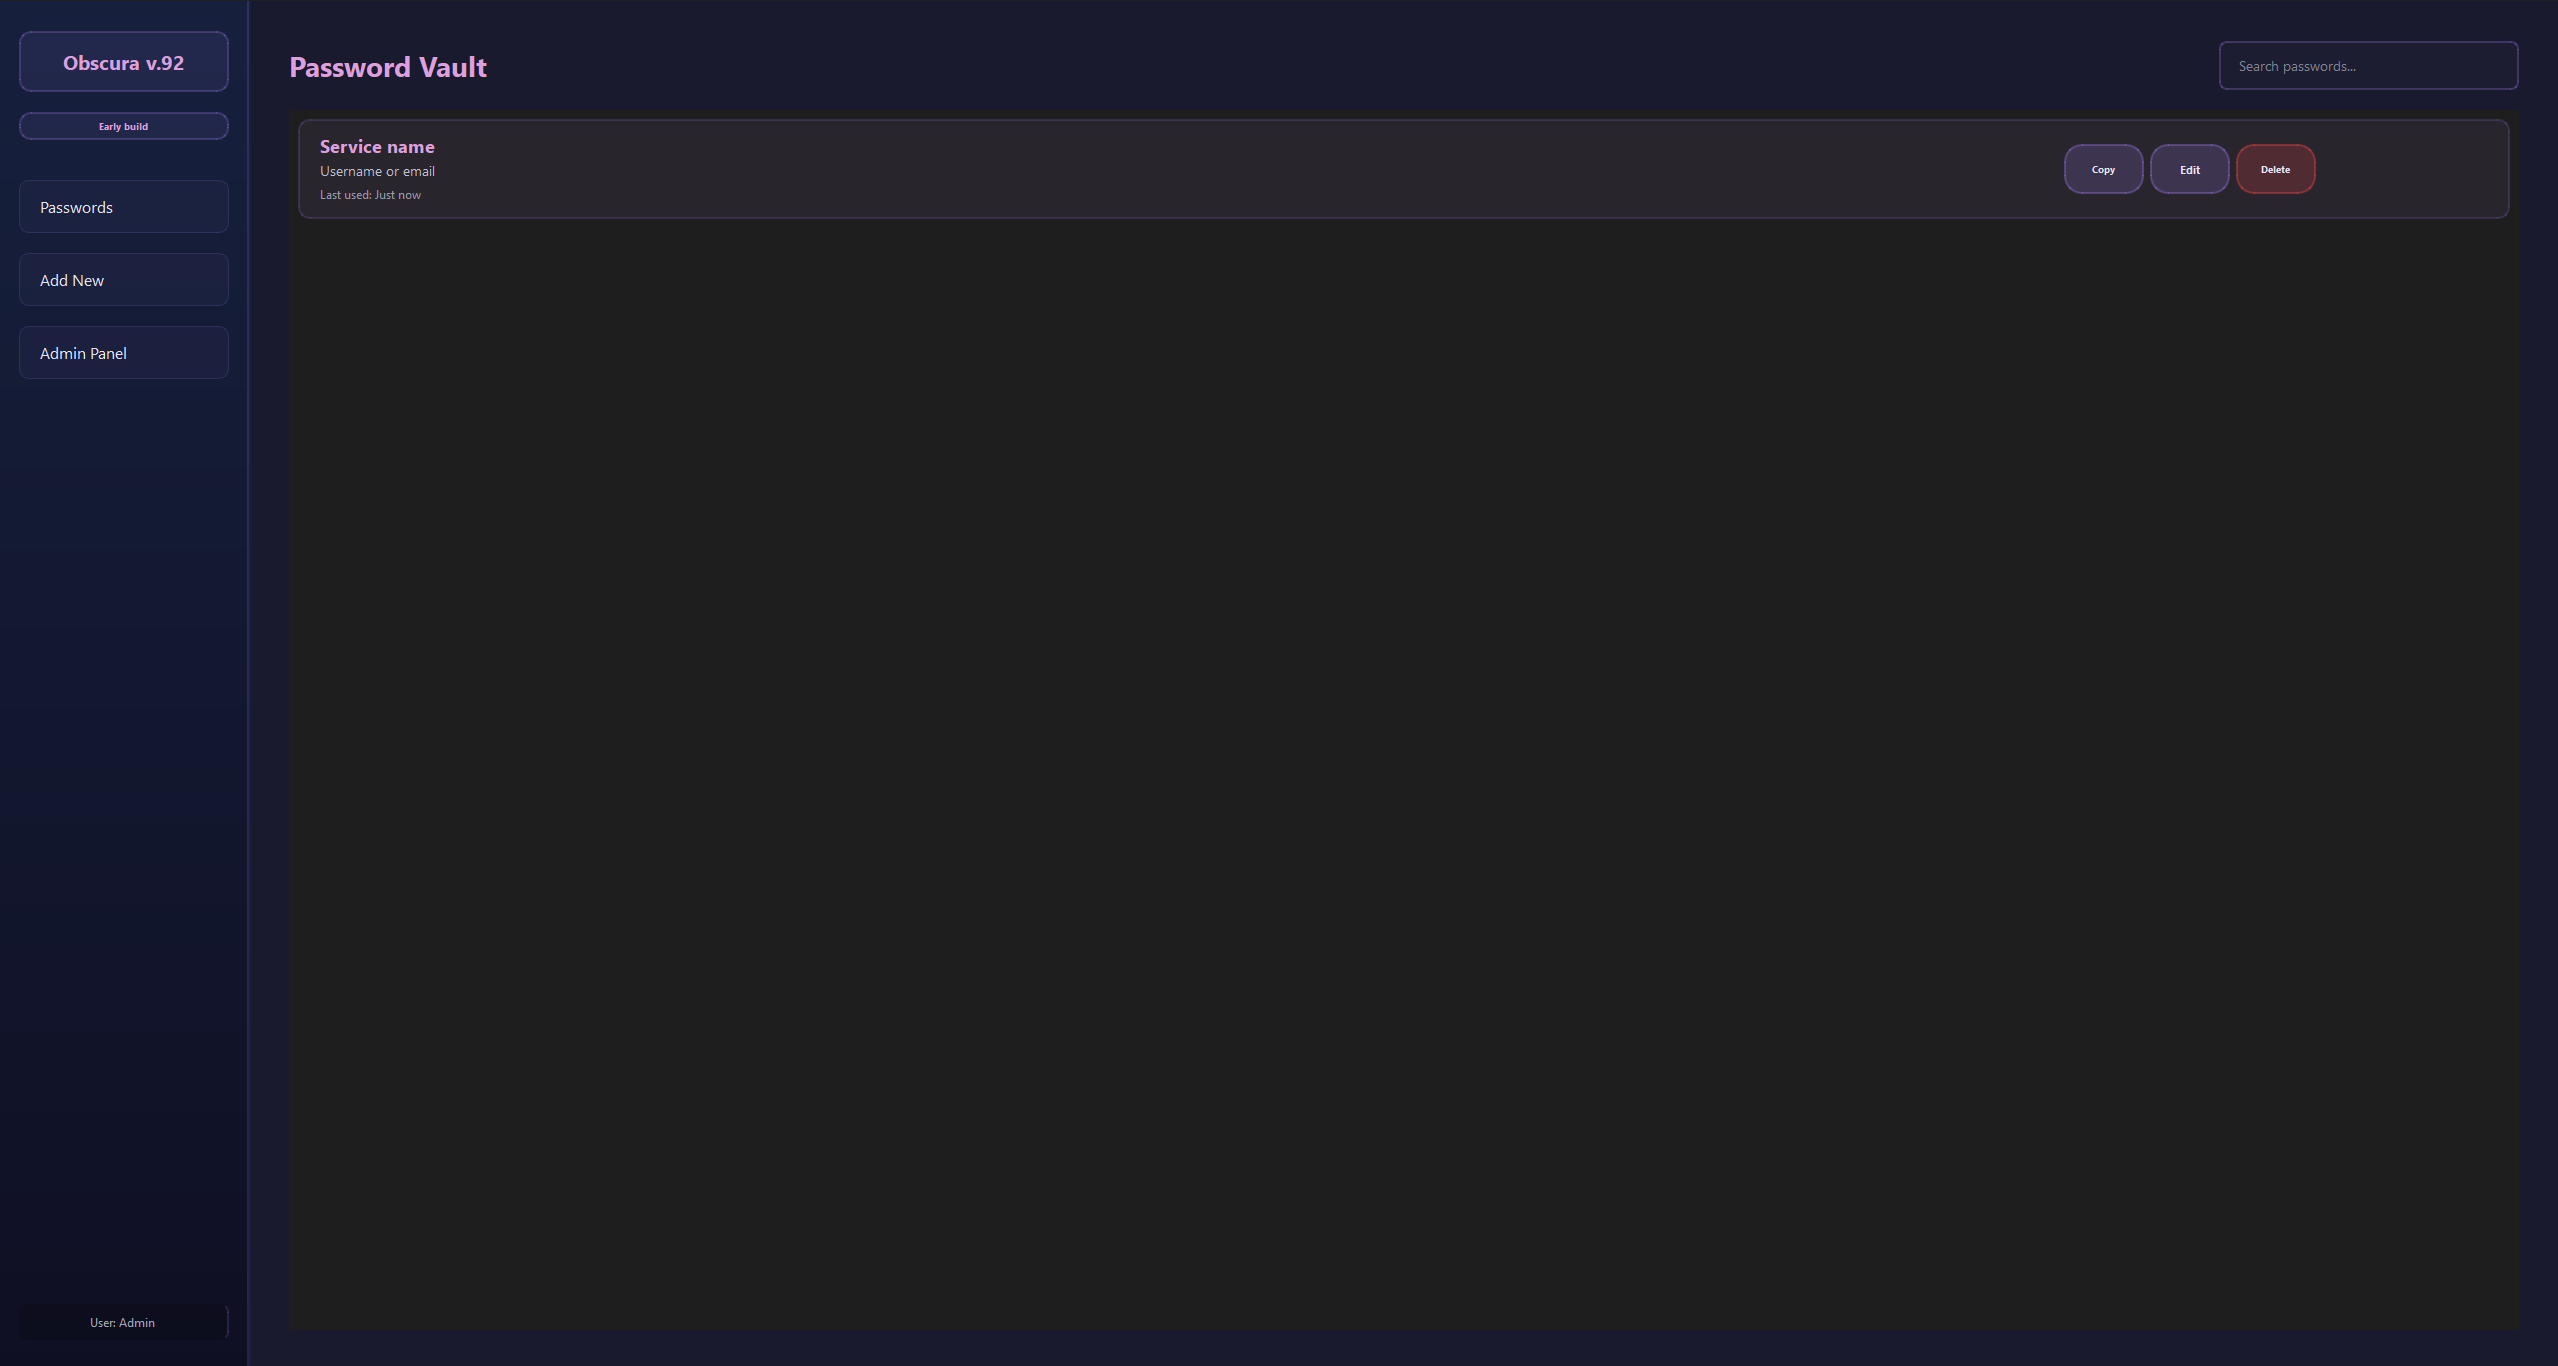 Obscura v.92
Early build
Passwords
Add New
Admin Panel
User: Admin
Password Vault
Search passwords...
Service name
Username or email
Last used: Just now
Copy
Edit
Delete